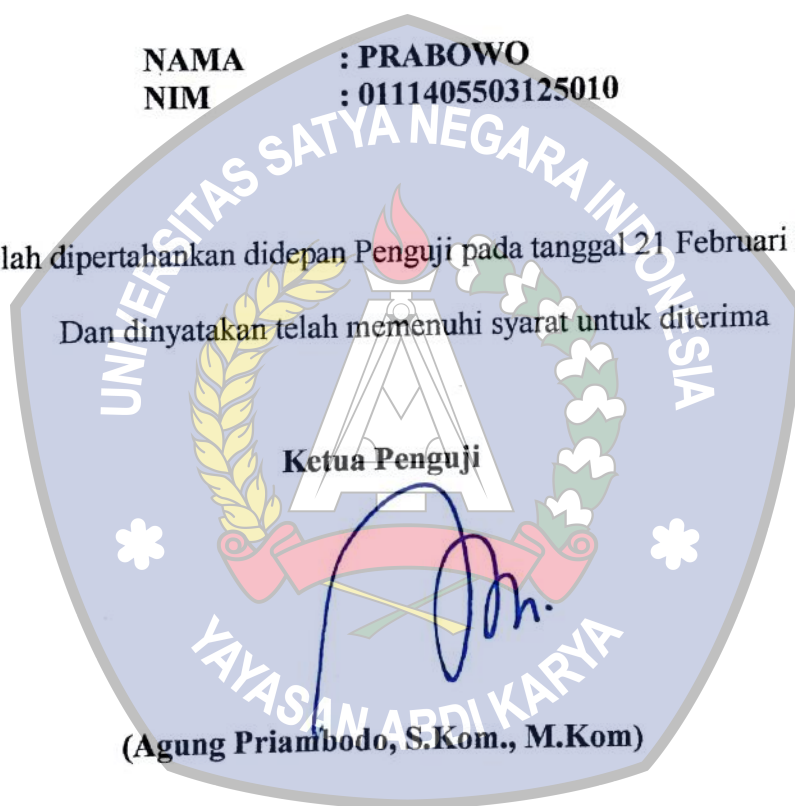 NAMA : PRABOWO
NIM : 0111405503125010
UNIVERSITAS SATYA NEGARA INDONESIA
lah dipertahankan didepan Penguji pada tanggal 21 Februari
Dan dinyatakan telah memenuhi syarat untuk diterima
Ketua Penguji
YAYASAN ABDI KARYA
(Agung Priambodo, S.Kom., M.Kom)